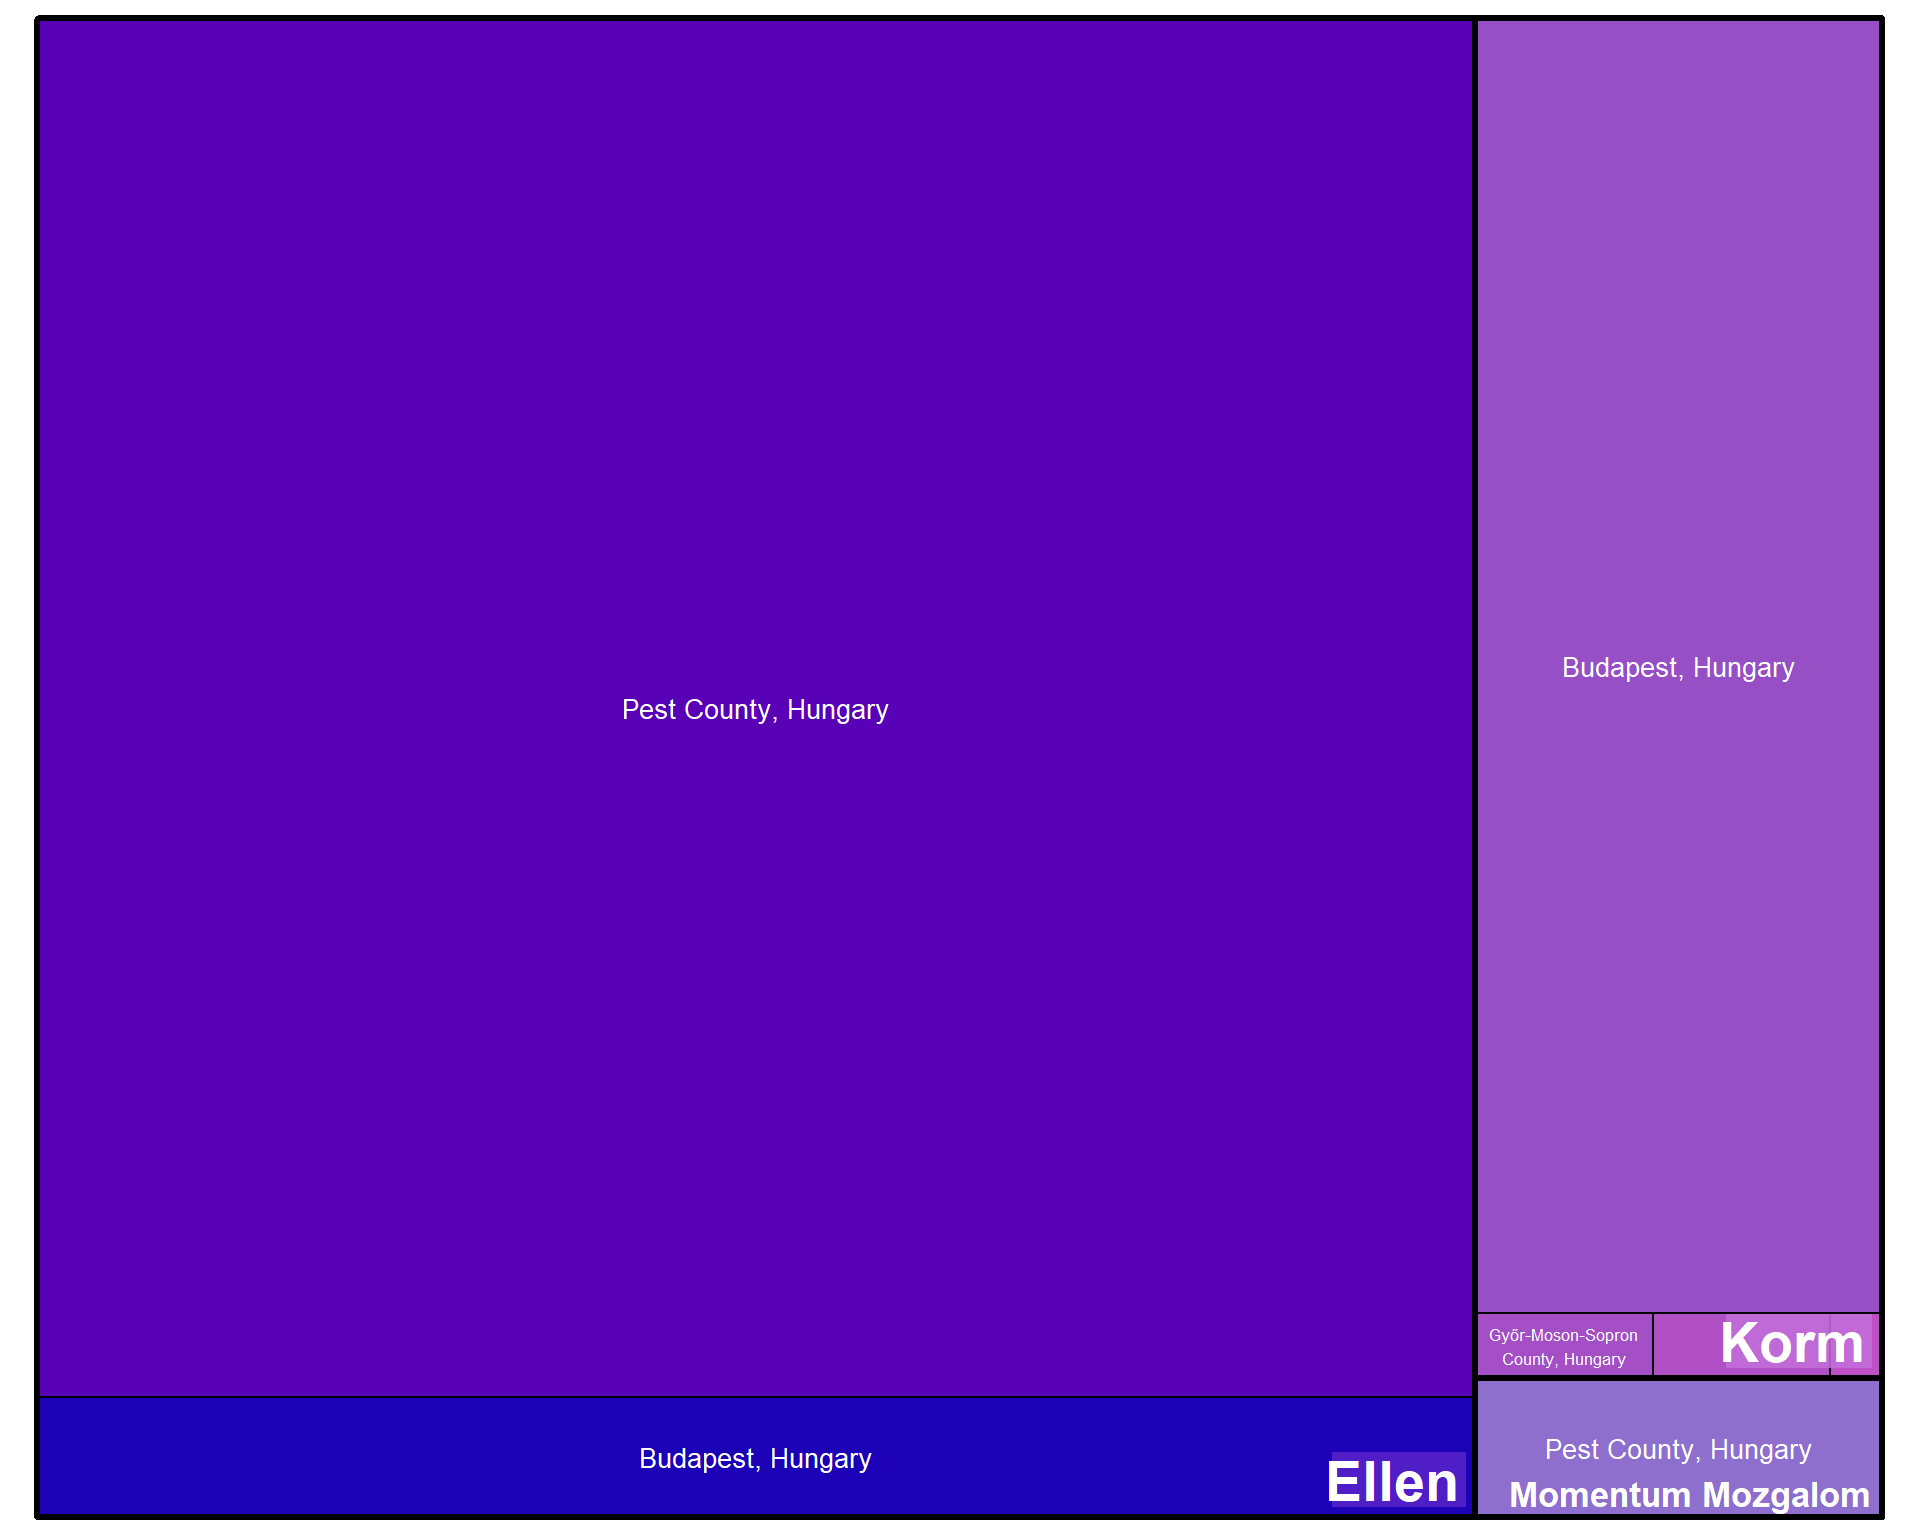 Pest County, Hungary
Budapest, Hungary
Ellen
Budapest, Hungary
Győr-Moson-Sopron
County, Hungary
Korm
Pest County, Hungary
Momentum Mozgalom